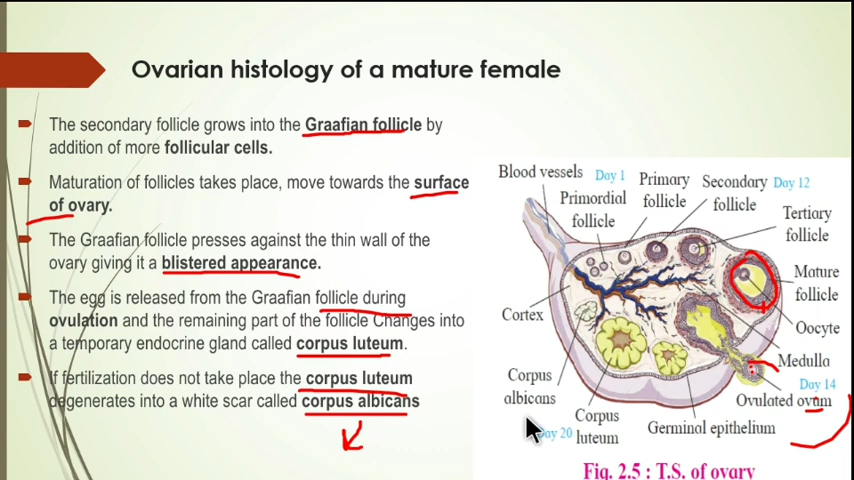 Ovarian histology of a mature female
The secondary follicle grows into the Graafian follicle by
addition of more follicular cells.
Maturation of follicles takes place, move towards the surface
of ovary.
The Graafian follicle presses against the thin wall of the
ovary giving it a blistered appearance.
The egg is released from the Graafian follicle during
ovulation and the remaining part of the follicle Changes into
a temporary endocrine gland called corpus luteum.
If fertilization does not take place the corpus luteum
degenerates into a white scar called corpus albicans
Blood vessels
Day 1
Primordial
follicle
Primary
follicle
Secondary
follicle
Day 12
Tertiary
follicle
Mature
follicle
Oocyte
Medulla
Day 14
Ovulated ovum
Cortex
Corpus
albicans
Day 20
Corpus
luteum
Germinal epithelium
Fig. 2.5 : T.S. of ovary